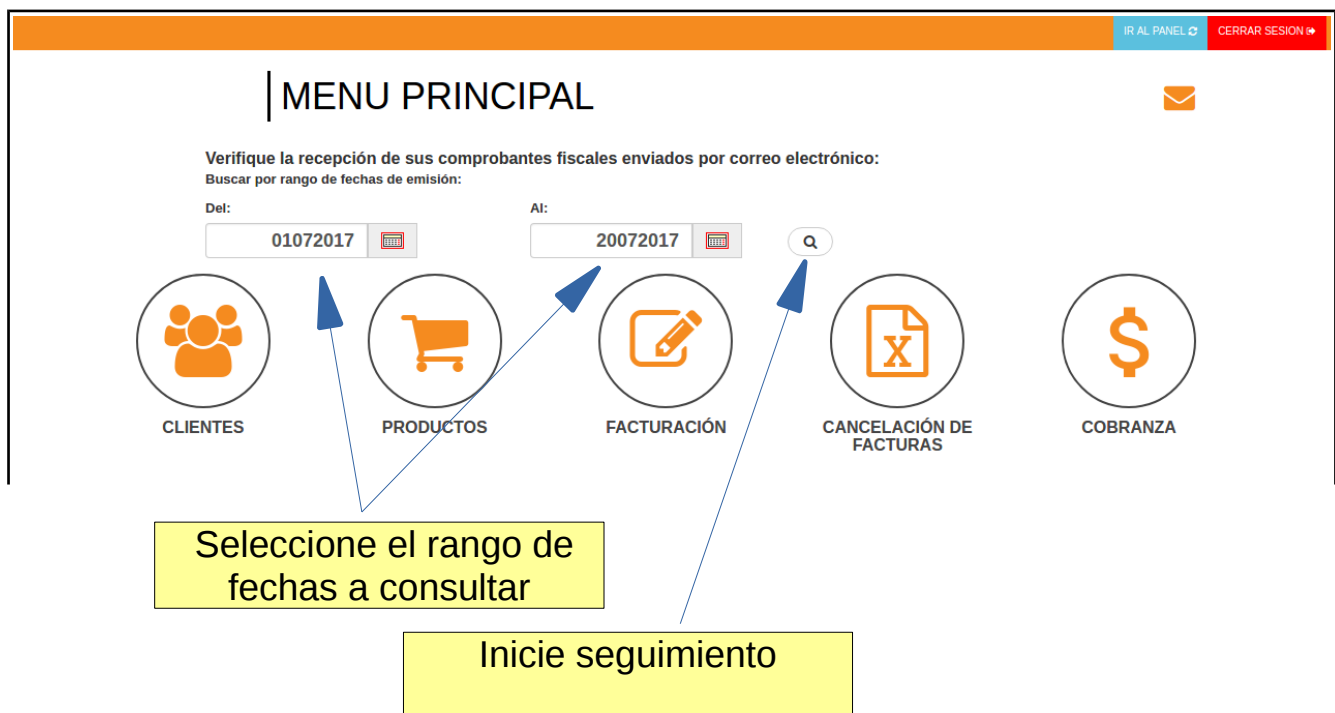 IR AL PANEL
CERRAR SESION
MENU PRINCIPAL
Verifique la recepción de sus comprobantes fiscales enviados por correo electrónico:
Buscar por rango de fechas de emisión:
Del:
Al:
01072017
20072017
X
$
CLIENTES
PRODUCTOS
FACTURACIÓN
CANCELACIÓN DE
FACTURAS
COBRANZA
Seleccione el rango de
fechas a consultar
Inicie seguimiento